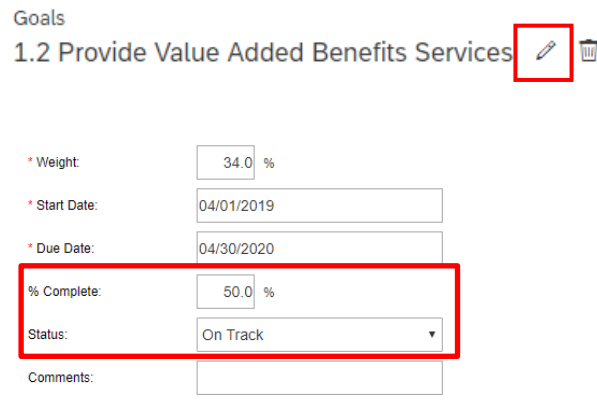 Goals
1.2 Provide Value Added Benefits Services
* Weight: 34.0 %
* Start Date: 04/01/2019
* Due Date: 04/30/2020
% Complete: 50.0 %
Status: On Track
Comments: